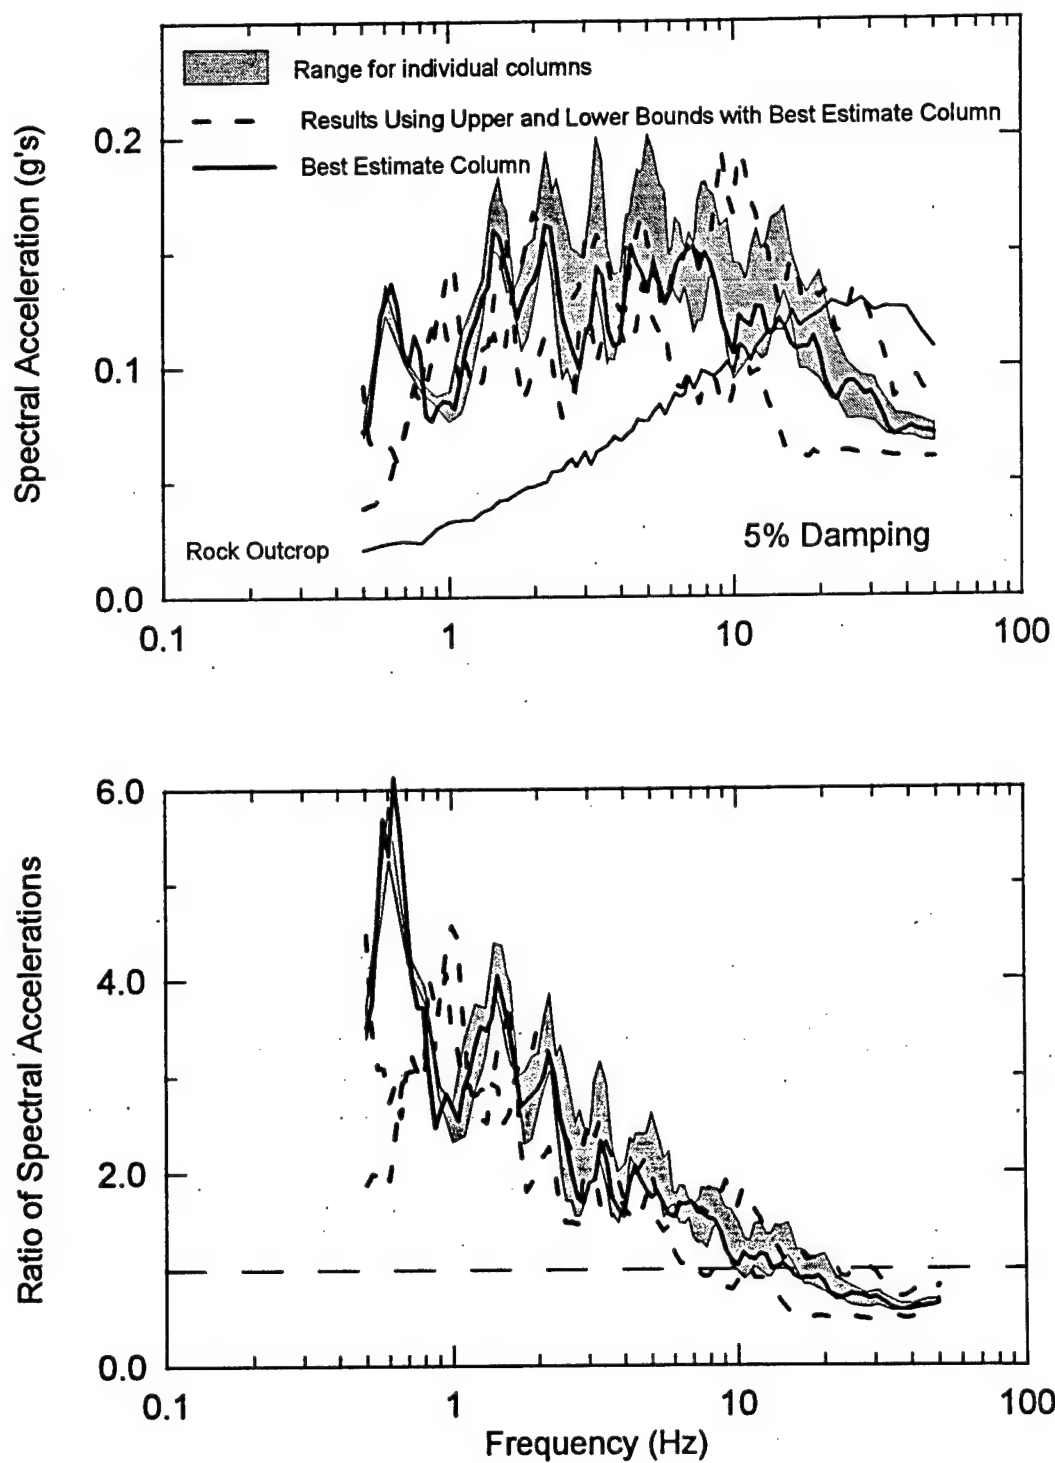 Range for individual columns
Results Using Upper and Lower Bounds with Best Estimate Column
Best Estimate Column
Spectral Acceleration (g's)
0.2
0.1
0.0
Rock Outcrop
5% Damping
0.1
1
10
100
Ratio of Spectral Accelerations
6.0
4.0
2.0
0.0
0.1
1
10
100
Frequency (Hz)